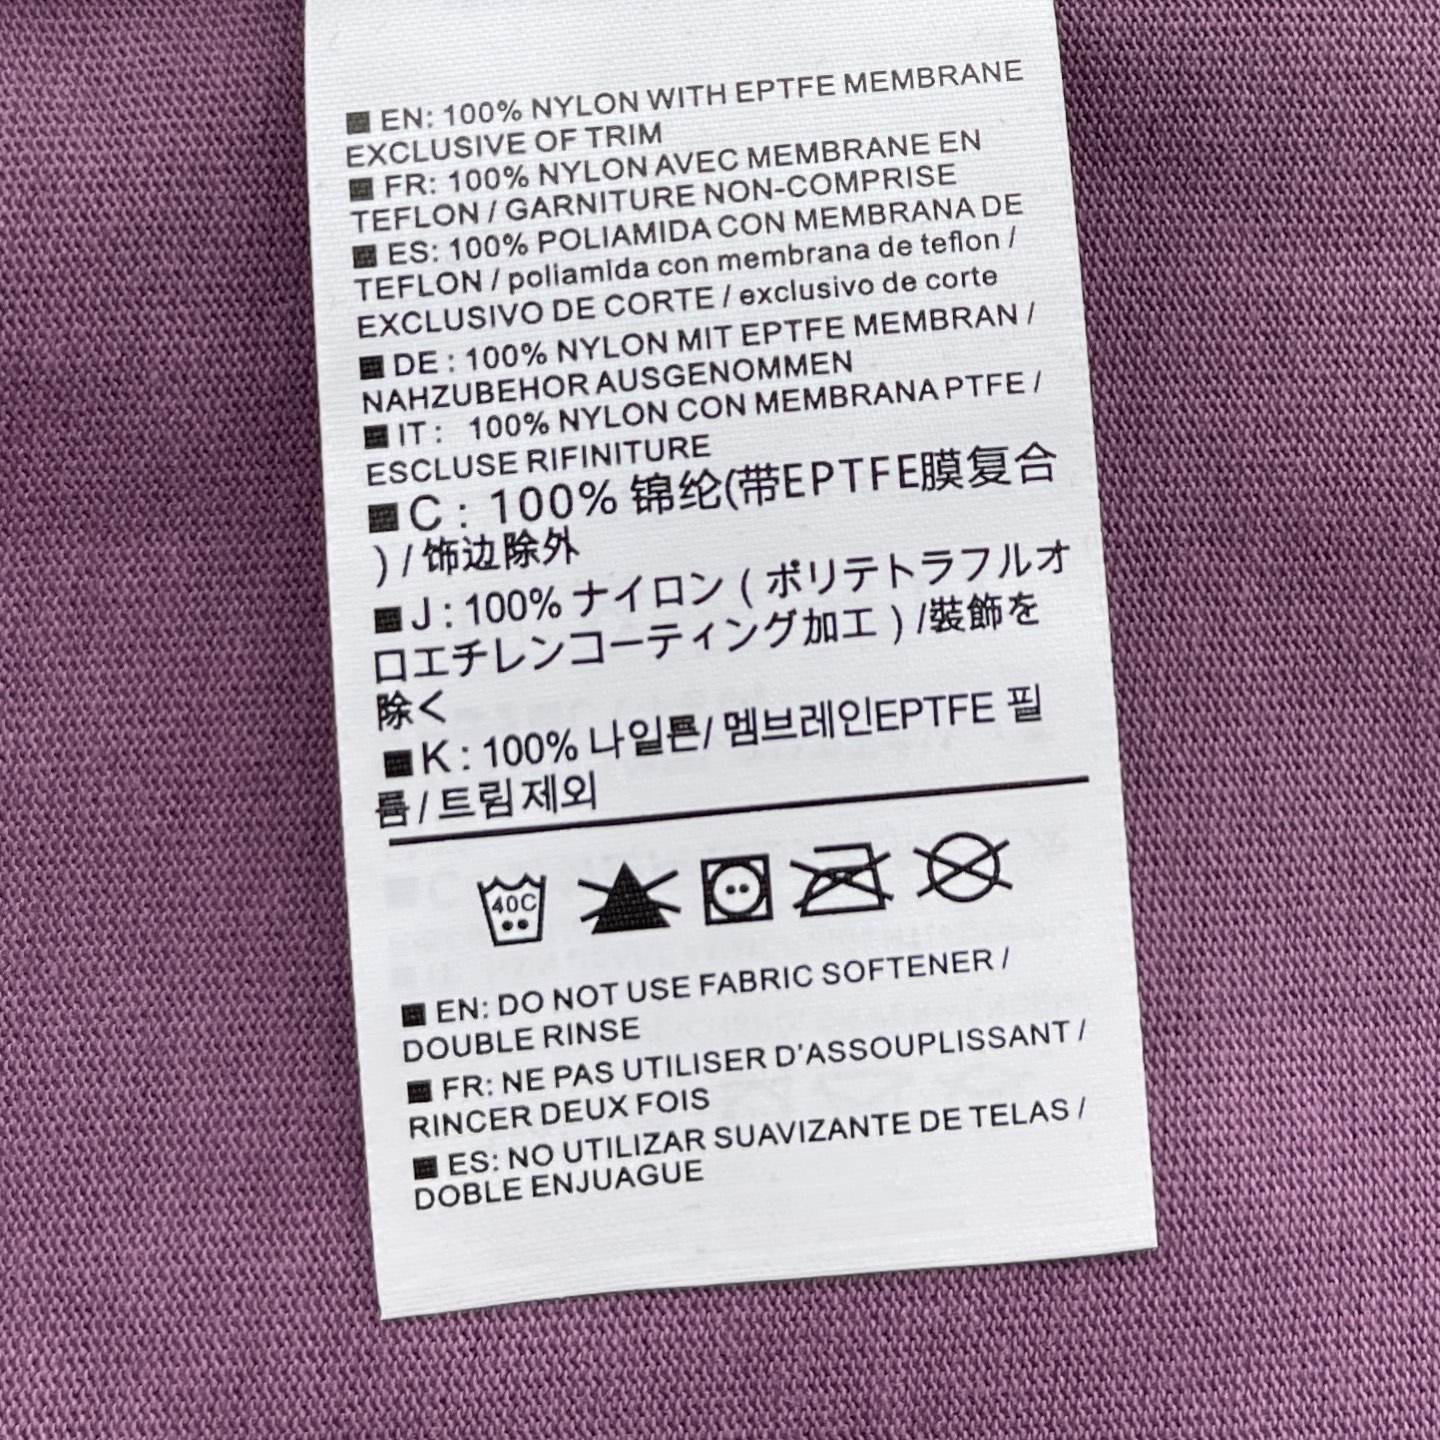 EN: 100% NYLON WITH EPTFE MEMBRANE
EXCLUSIVE OF TRIM
FR: 100% NYLON AVEC MEMBRANE EN
TEFLON / GARNITURE NON-COMPRISE
ES: 100% POLIAMIDA CON MEMBRANA DE
TEFLON / poliamida con membrana de teflon /
EXCLUSIVO DE CORTE / exclusivo de corte
DE : 100% NYLON MIT EPTFE MEMBRAN /
NAHZUBEHOR AUSGENOMMEN
IT : 100% NYLON CON MEMBRANA PTFE /
ESCLUSE RIFINITURE
C : 100% 锦纶(带EPTFE膜复合
) / 饰边除外
J : 100% ナイロン ( ポリテトラフルオ
ロエチレンコーティング加工 ) /装飾を
除く
K : 100% 나일론/ 멤브레인EPTFE 필
름 / 트림 제외
40C
EN: DO NOT USE FABRIC SOFTENER /
DOUBLE RINSE
FR: NE PAS UTILISER D'ASSOUPLISSANT /
RINCER DEUX FOIS
ES: NO UTILIZAR SUAVIZANTE DE TELAS /
DOBLE ENJUAGUE